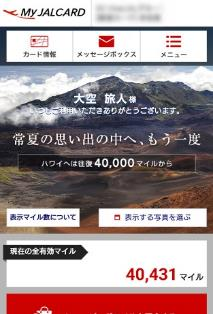 My JALCARD
カード情報
メッセージボックス
メニュー
大空 旅人 様
いつもご利用いただきありがとうございます。
常夏の思い出の中へ、もう一度
ハワイへは往復40,000マイルから
表示マイル数について
表示する写真を選ぶ
現在の全有効マイル
40,431 マイル